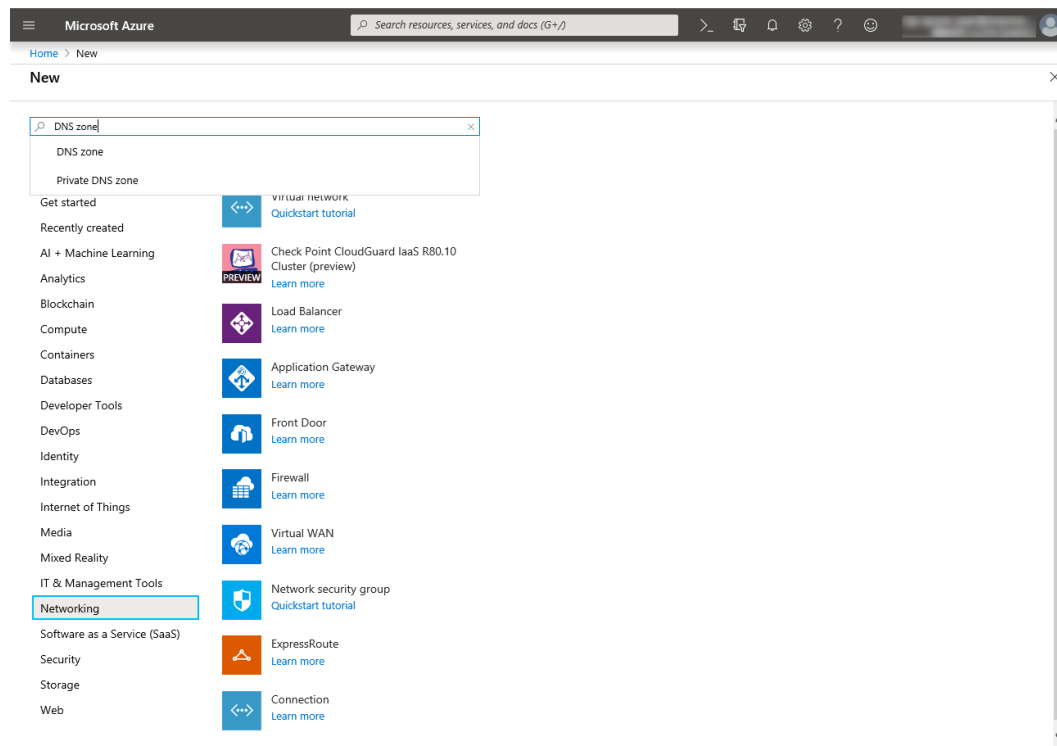 Microsoft Azure
Search resources, services, and docs (G+/)
Home > New
New
DNS zone
DNS zone
Private DNS zone
Get started
Recently created
AI + Machine Learning
Analytics
Blockchain
Compute
Containers
Databases
Developer Tools
DevOps
Identity
Integration
Internet of Things
Media
Mixed Reality
IT & Management Tools
Networking
Software as a Service (SaaS)
Security
Storage
Web
Virtual network
Quickstart tutorial
PREVIEW
Check Point CloudGuard IaaS R80.10
Cluster (preview)
Learn more
Load Balancer
Learn more
Application Gateway
Learn more
Front Door
Learn more
Firewall
Learn more
Virtual WAN
Learn more
Network security group
Quickstart tutorial
ExpressRoute
Learn more
Connection
Learn more